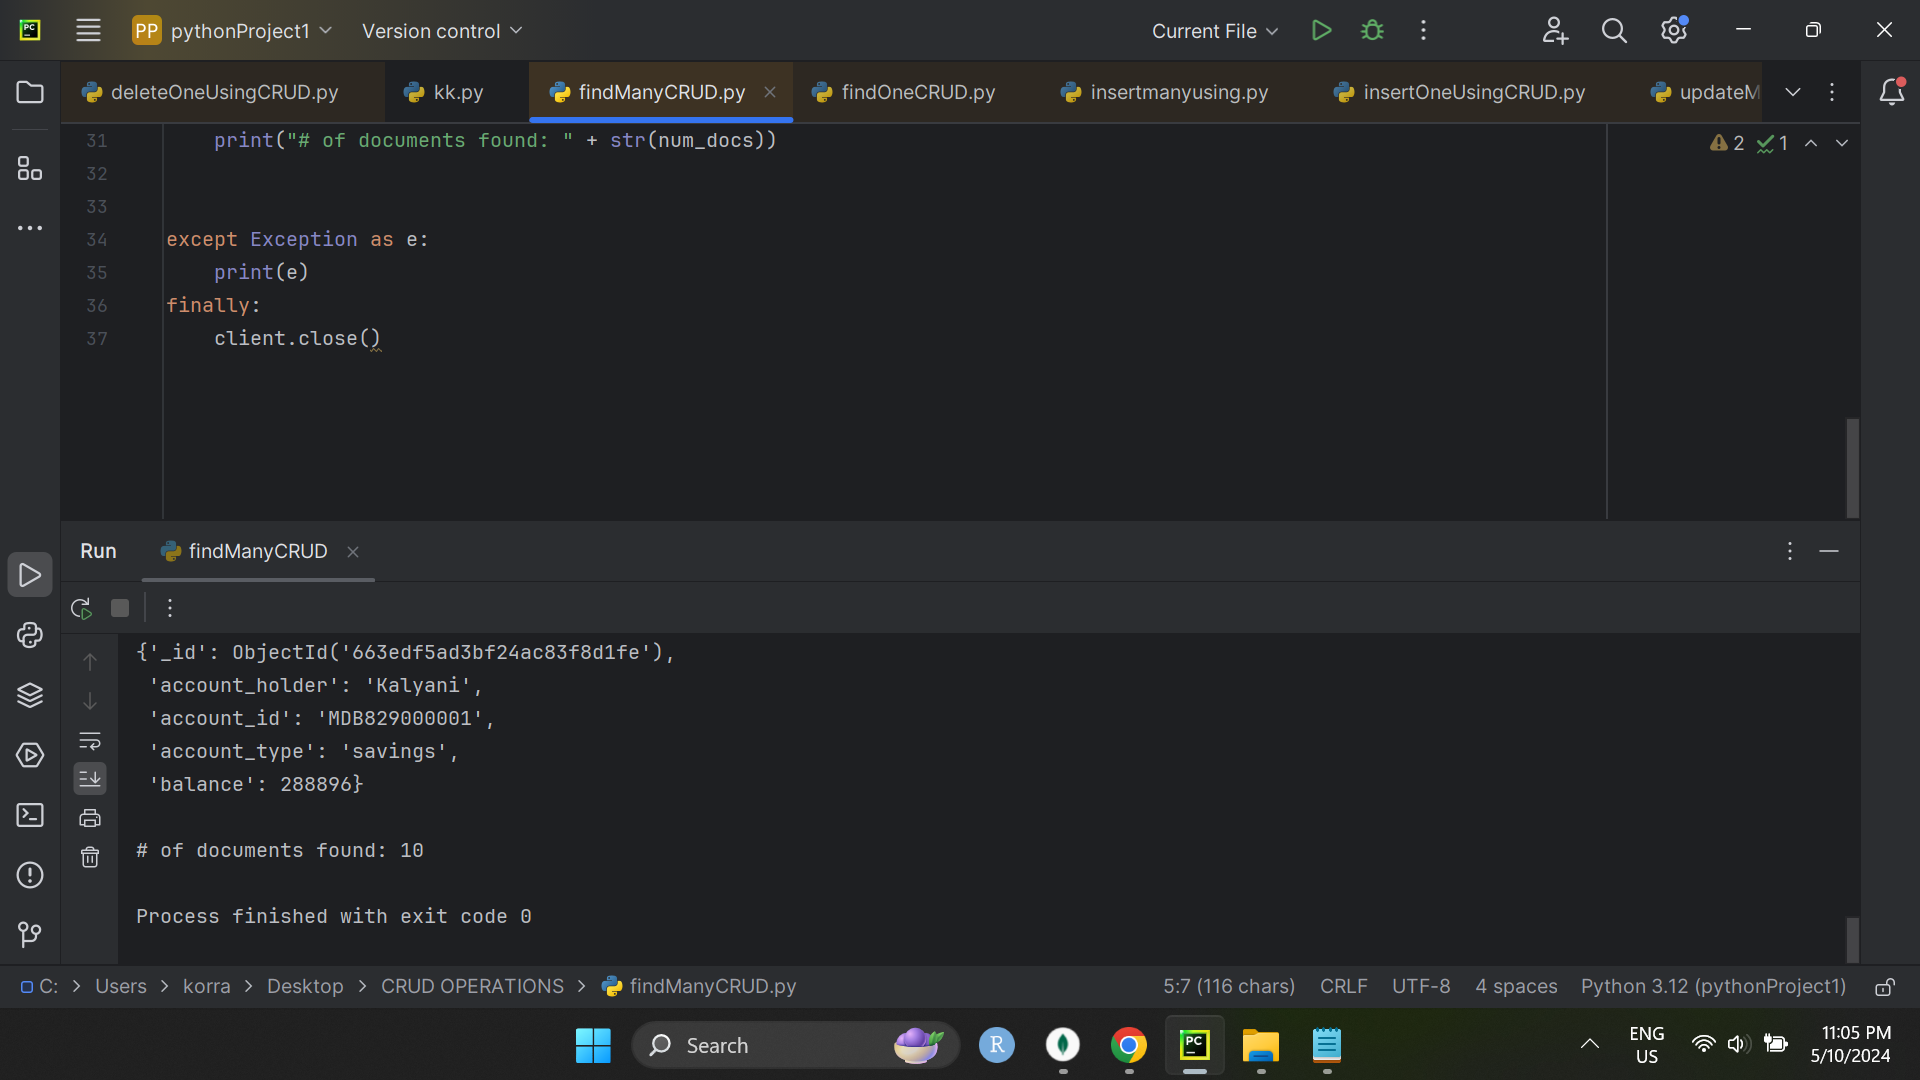 PC
PP pythonProject1
Version control
Current File
deleteOneUsingCRUD.py
kk.py
findManyCRUD.py
findOneCRUD.py
insertmanyusing.py
insertOneUsingCRUD.py
updateM
2 1
31 print("# of documents found: " + str(num_docs))
32
33
34 except Exception as e:
35 print(e)
36 finally:
37 client.close()
Run findManyCRUD
{'_id': ObjectId('663edf5ad3bf24ac83f8d1fe'),
'account_holder': 'Kalyani',
'account_id': 'MDB829000001',
'account_type': 'savings',
'balance': 288896}
# of documents found: 10
Process finished with exit code 0
C: > Users > korra > Desktop > CRUD OPERATIONS > findManyCRUD.py
5:7 (116 chars) CRLF UTF-8 4 spaces Python 3.12 (pythonProject1)
Search
R
PC
ENG
US
11:05 PM
5/10/2024